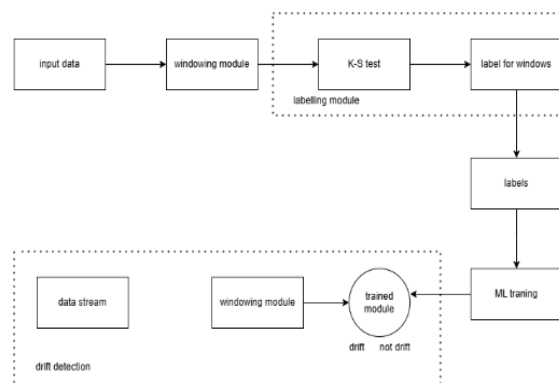 input data
windowing module
K-S test
label for windows
labelling module
labels
data stream
windowing module
trained
module
ML traning
drift not drift
drift detection